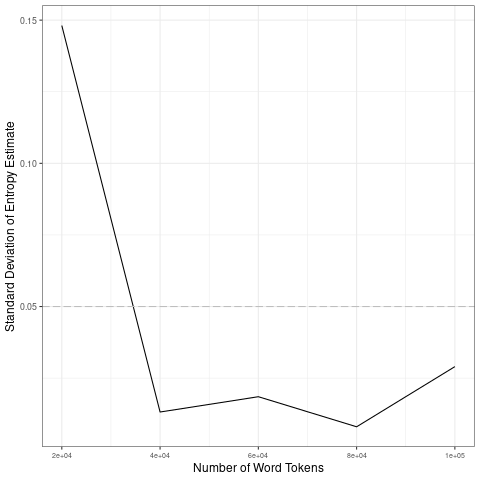 Standard Deviation of Entropy Estimate
0.15
0.10
0.05
2e+04 4e+04 6e+04 8e+04 1e+05
Number of Word Tokens